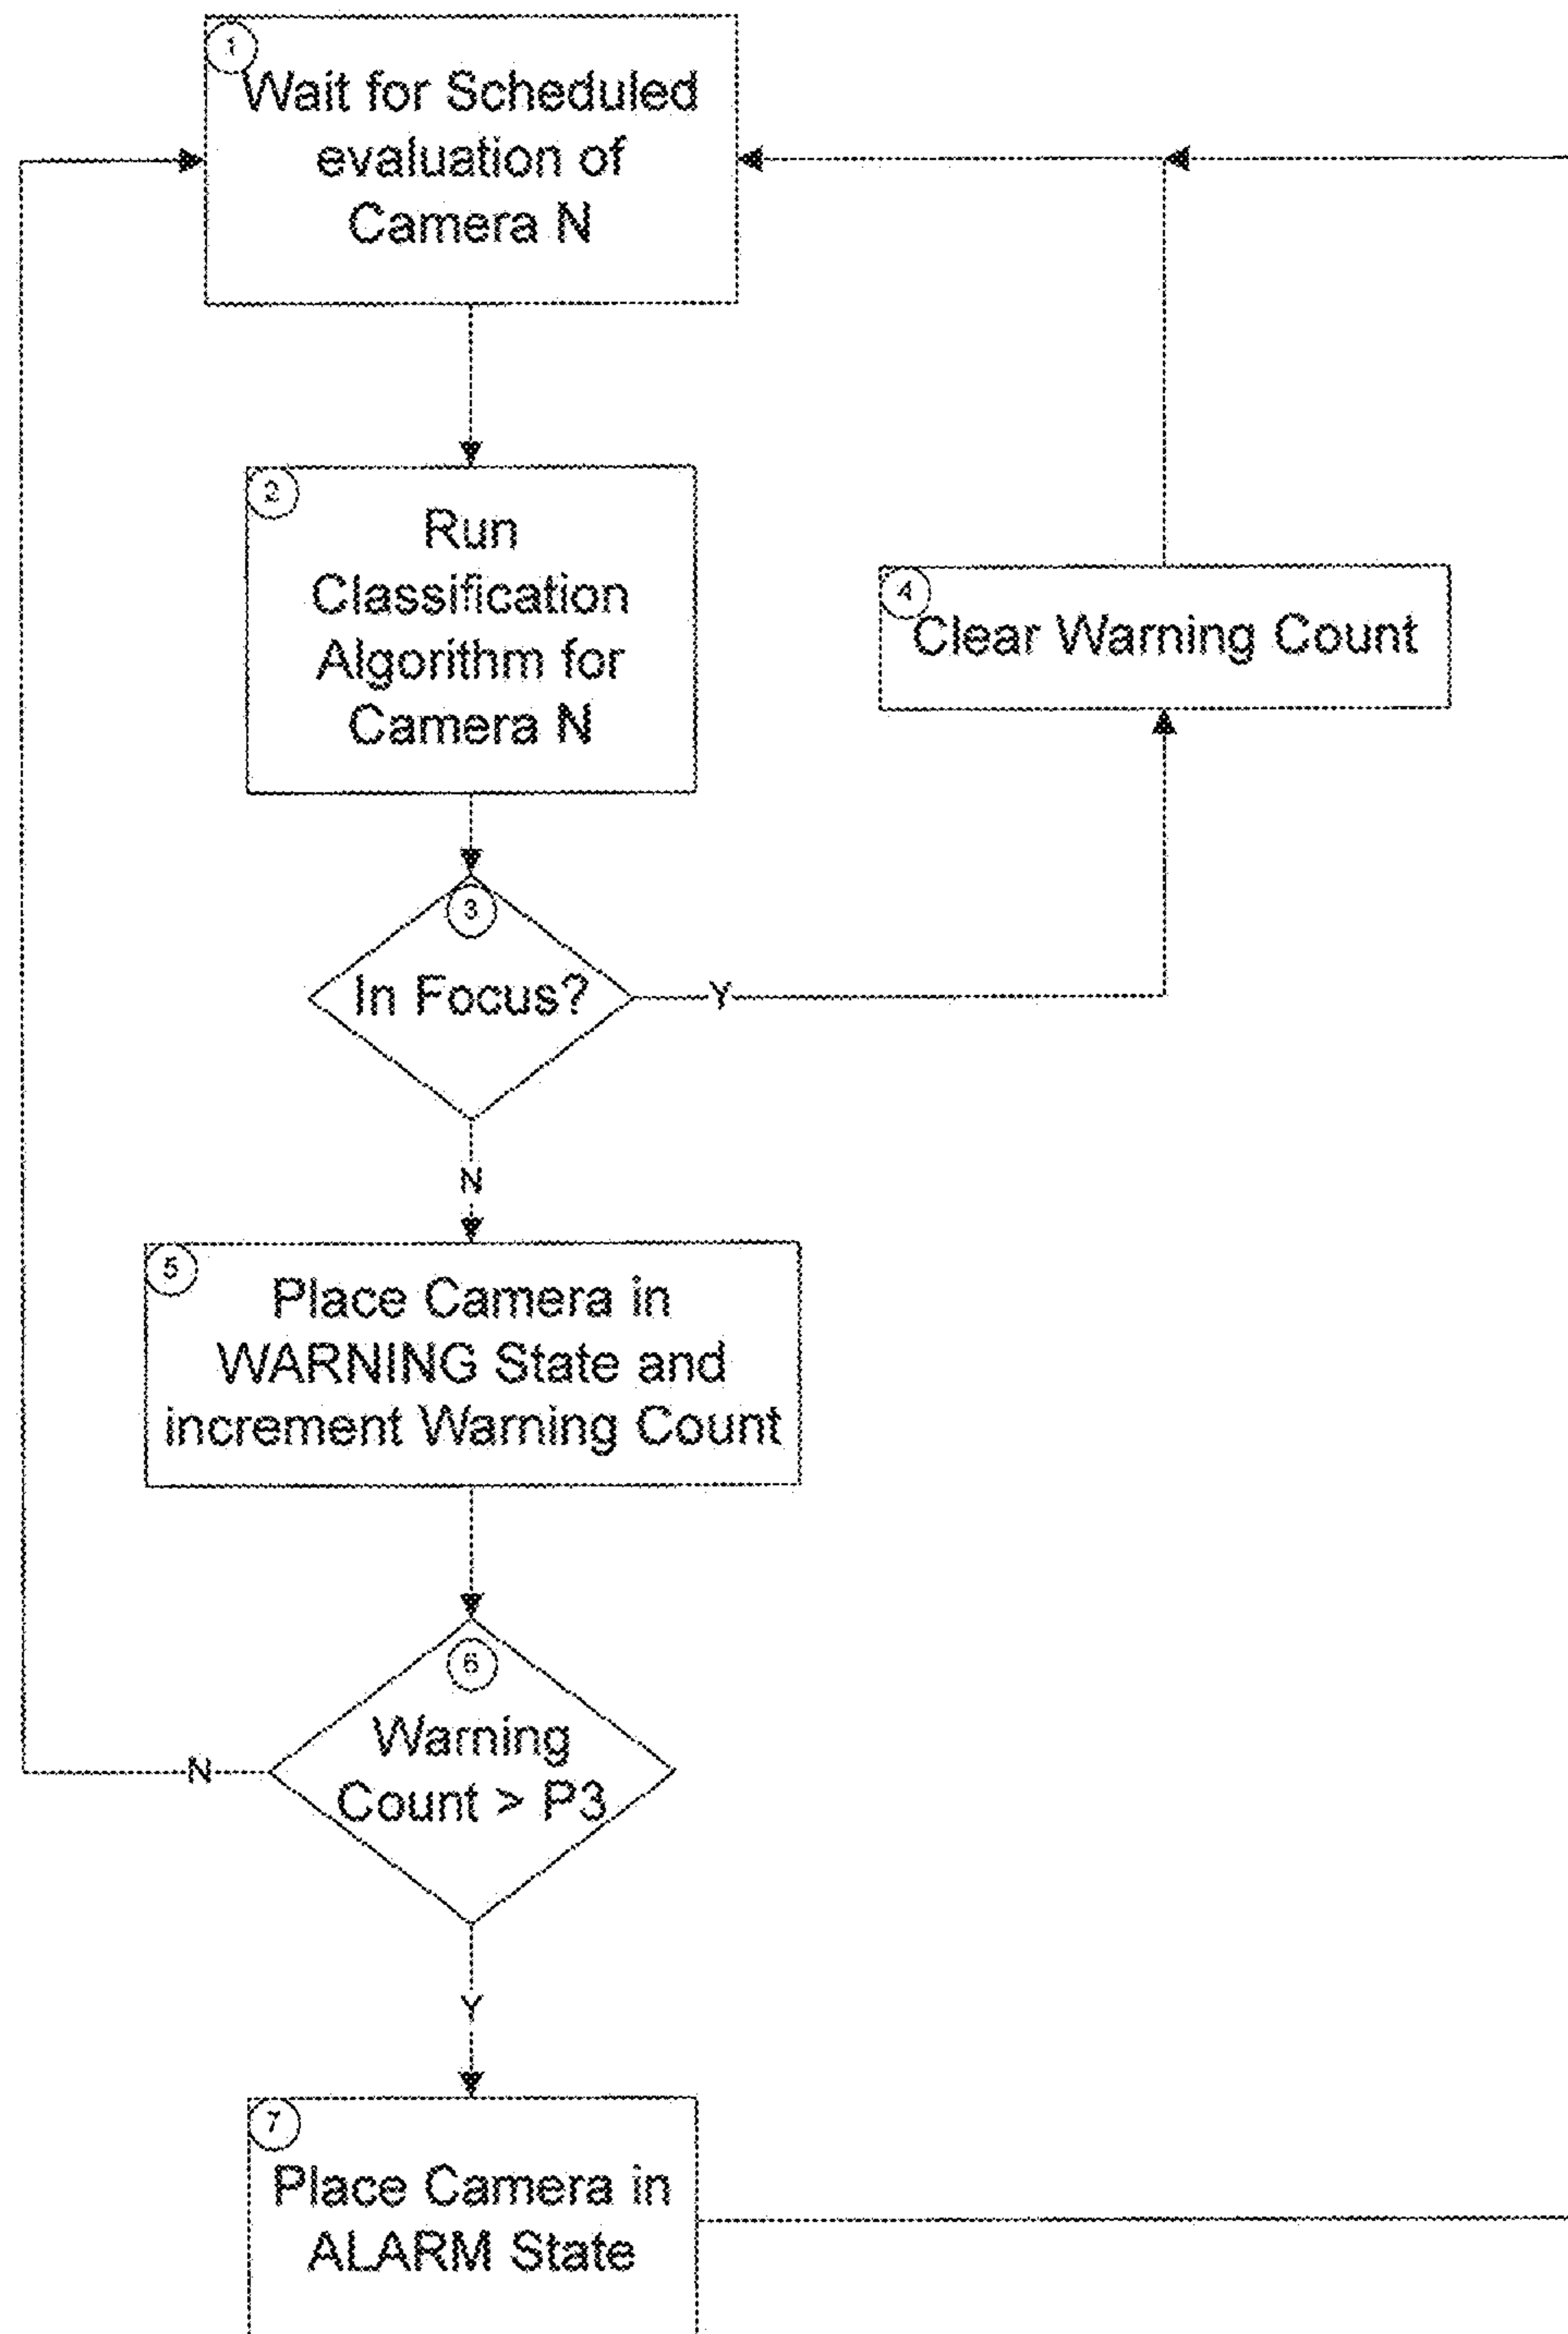 1
Wait for Scheduled
evaluation of
Camera N
2
Run
Classification
Algorithm for
Camera N
4
Clear Warning Count
3
In Focus?
Y
N
5
Place Camera in
WARNING State and
increment Warning Count
6
Warning
Count > P3
N
Y
7
Place Camera in
ALARM State